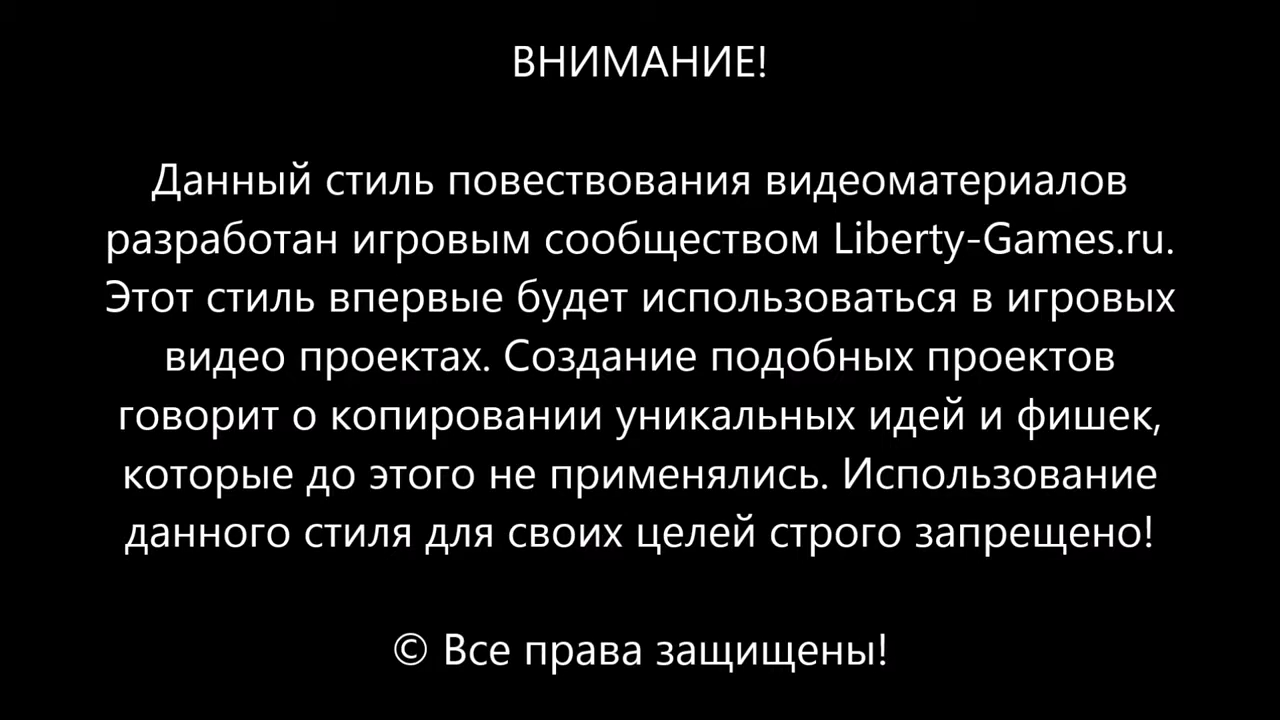 ВНИМАНИЕ!
Данный стиль повествования видеоматериалов
разработан игровым сообществом Liberty-Games.ru.
Этот стиль впервые будет использоваться в игровых
видео проектах. Создание подобных проектов
говорит о копировании уникальных идей и фишек,
которые до этого не применялись. Использование
данного стиля для своих целей строго запрещено!
© Все права защищены!